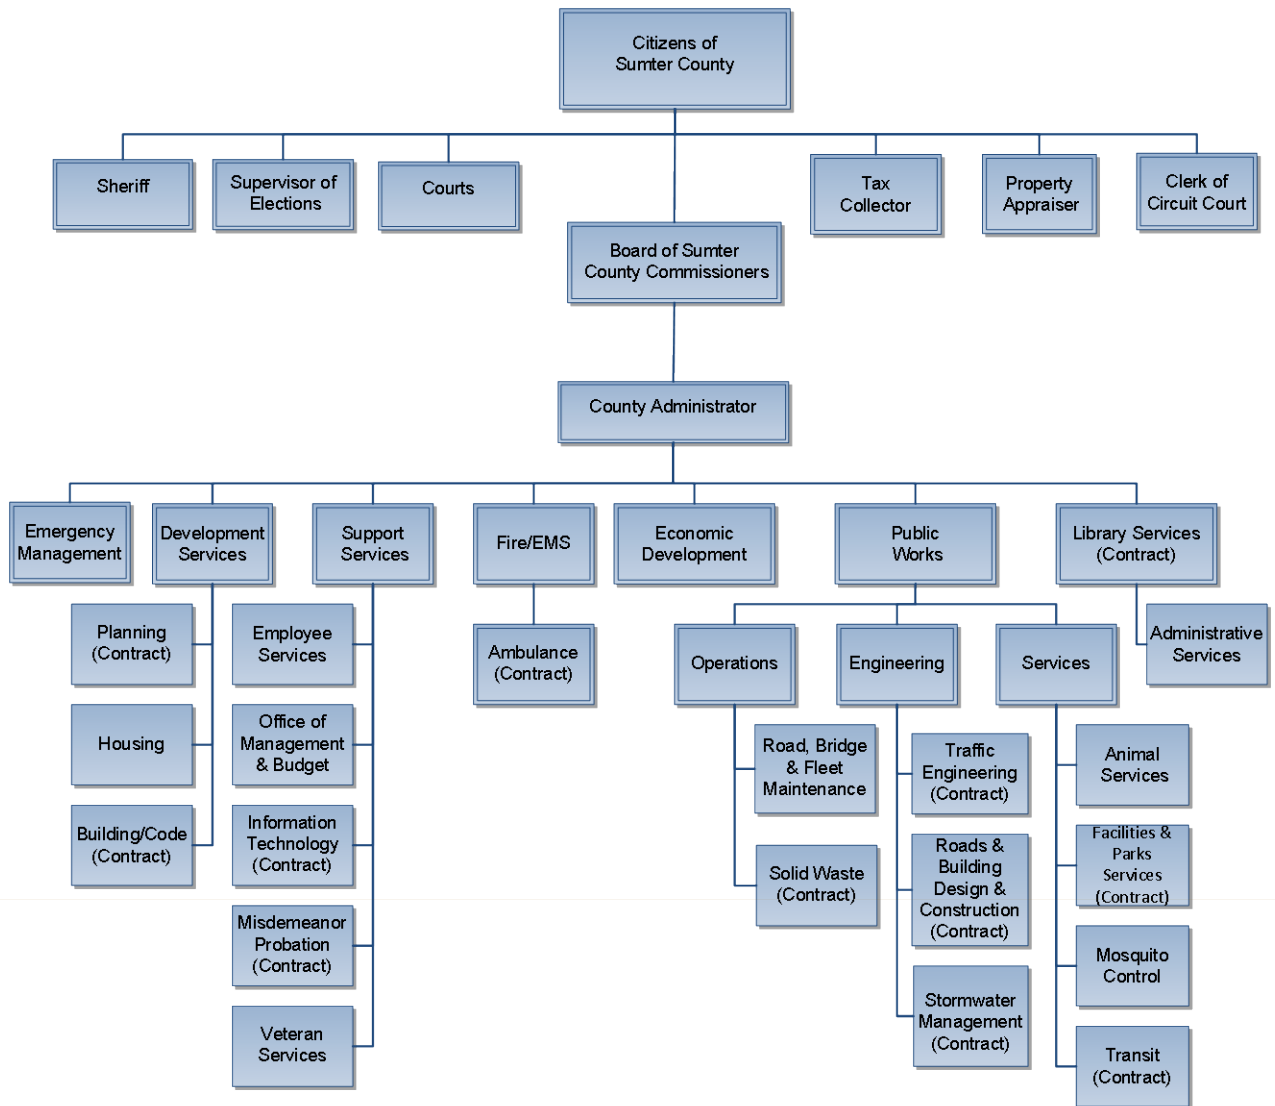 Citizens of
Sumter County
Sheriff
Supervisor of
Elections
Courts
Tax
Collector
Property
Appraiser
Clerk of
Circuit Court
Board of Sumter
County Commissioners
County Administrator
Emergency
Management
Development
Services
Support
Services
Fire/EMS
Economic
Development
Public
Works
Library Services
(Contract)
Planning
(Contract)
Housing
Building/Code
(Contract)
Employee
Services
Office of
Management
& Budget
Information
Technology
(Contract)
Misdemeanor
Probation
(Contract)
Veteran
Services
Ambulance
(Contract)
Operations
Engineering
Services
Administrative
Services
Road, Bridge
& Fleet
Maintenance
Solid Waste
(Contract)
Traffic
Engineering
(Contract)
Roads &
Building
Design &
Construction
(Contract)
Stormwater
Management
(Contract)
Animal
Services
Facilities &
Parks
Services
(Contract)
Mosquito
Control
Transit
(Contract)